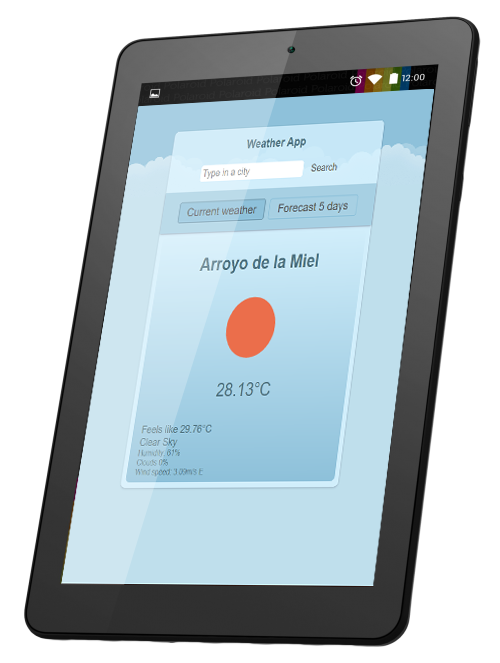 12:00
Weather App
Type in a city Search
Current weather Forecast 5 days
Arroyo de la Miel
28.13°C
Feels like 29.76°C
Clear Sky
Humidity: 61%
Clouds 0%
Wind speed: 3.09m/s E